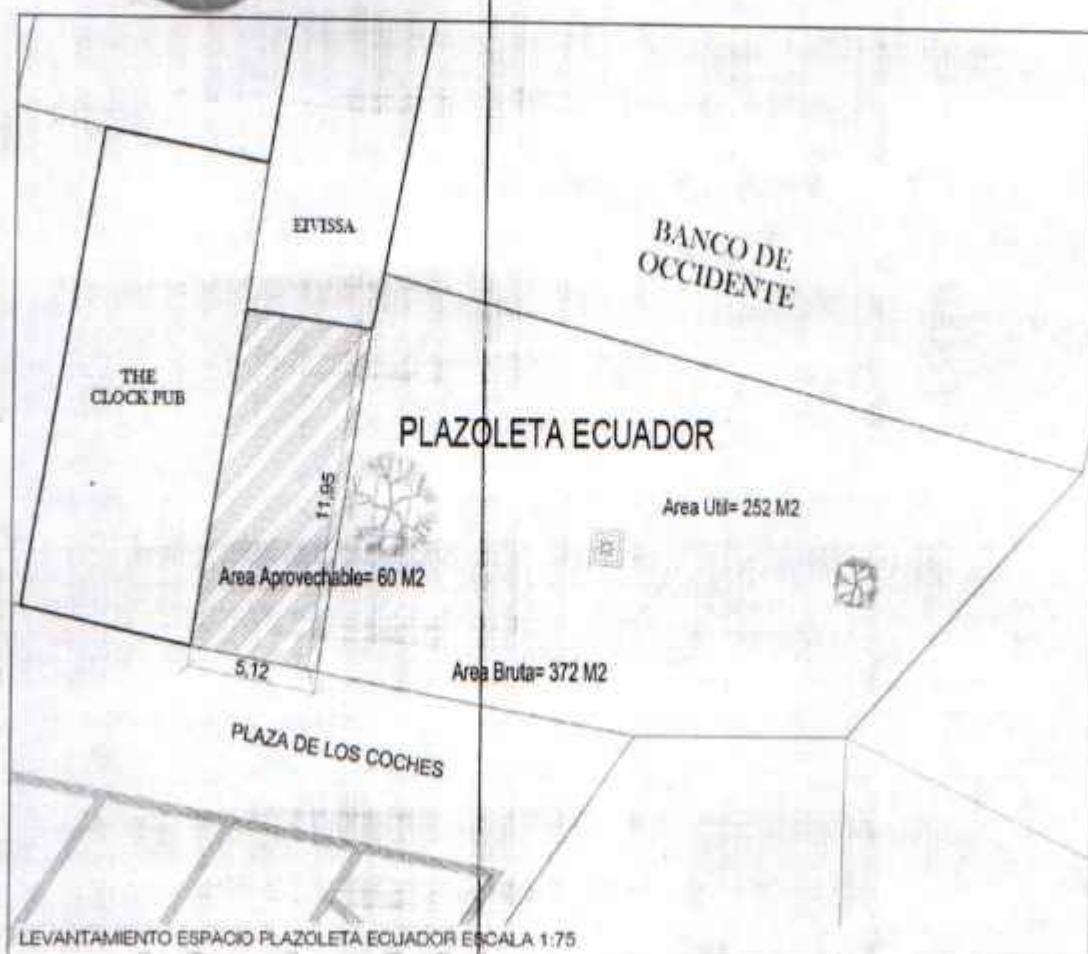 EIVISSA
BANCO DE
OCCIDENTE
THE
CLOCK PUB
PLAZOLETA ECUADOR
11,95
Area Util= 252 M2
Area Aprovechable= 60 M2
5,12
Area Bruta= 372 M2
PLAZA DE LOS COCHES
LEVANTAMIENTO ESPACIO PLAZOLETA ECUADOR ESCALA 1:75